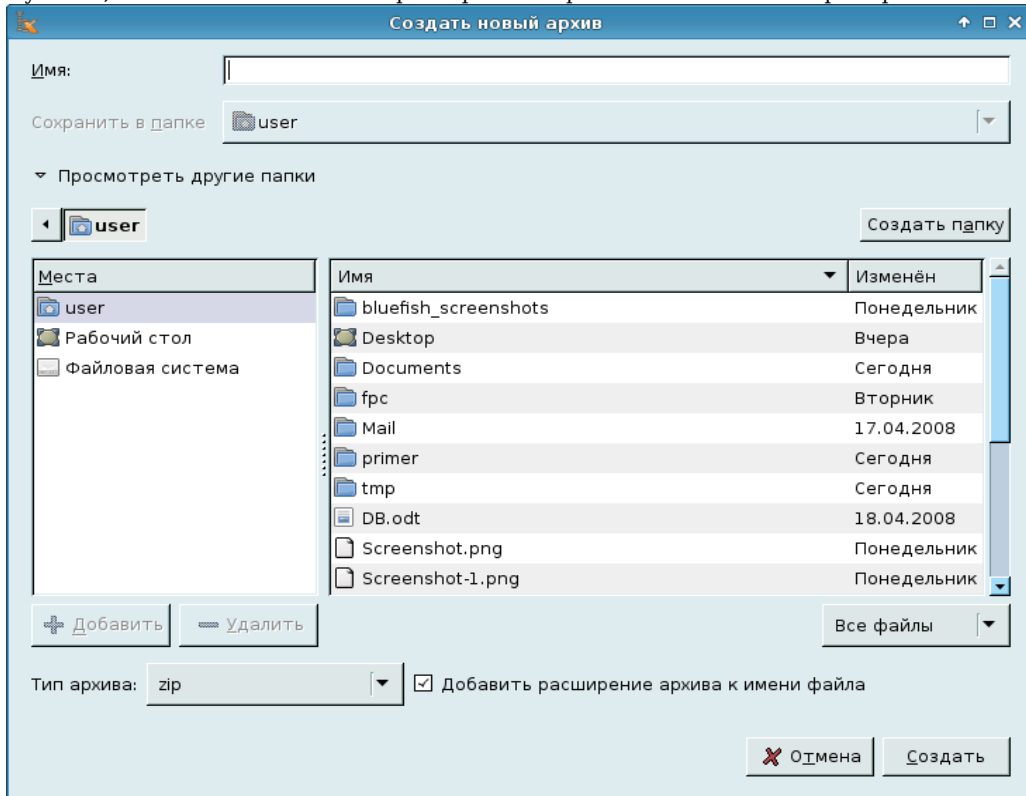 Создать новый архив
Имя:
Сохранить в папке user
Просмотреть другие папки
user Создать папку
Места Имя Изменён
user bluefish_screenshots Понедельник
Рабочий стол Desktop Вчера
Файловая система Documents Сегодня
fpc Вторник
Mail 17.04.2008
primer Сегодня
tmp Сегодня
DB.odt 18.04.2008
Screenshot.png Понедельник
Screenshot-1.png Понедельник
Добавить Удалить Все файлы
Тип архива: zip Добавить расширение архива к имени файла
Отмена Создать